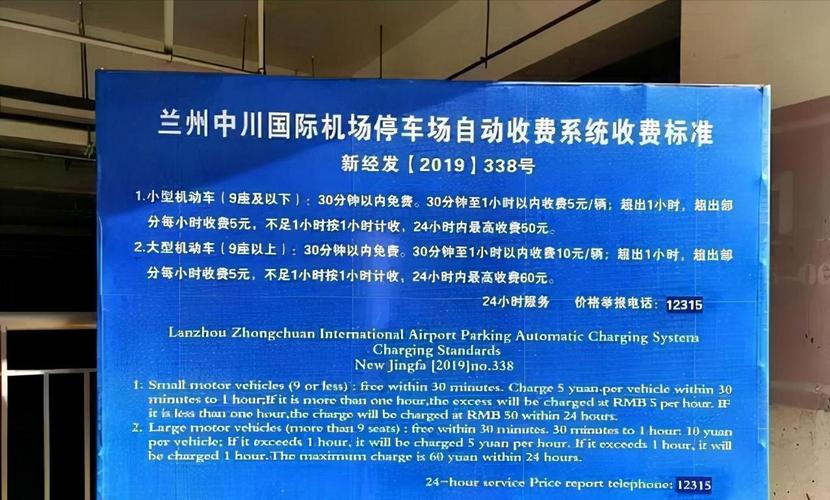 兰州中川国际机场停车场自动收费系统收费标准
新经发【2019】338号
1.小型机动车（9座及以下）：30分钟以内免费。30分钟至1小时以内收费5元/辆；超出1小时，超出部
分每小时收费5元，不足1小时按1小时计收，24小时内最高收费50元。
2.大型机动车（9座以上）：30分钟以内免费。30分钟至1小时以内收费10元/辆；超出1小时，超出部
分每小时收费5元，不足1小时按1小时计收，24小时内最高收费60元。
24小时服务 价格举报电话：12315
Lanzhou Zhongchuan International Airport Parking Automatic Charging System
Charging Standards
New Jingfa [2019]no.338
1. Small motor vehicles (9 or less) : free within 30 minutes. Charge 5 yuan.per vehicle within 30
minutes to 1 hour;If it is more than one hour,the excess will be charged at RMB 5 per hour. IF
it is less than one hour,the charge will be charged at RMB 50 within 24 hours.
2. Large motor vehicles (more than 9 seats) : free within 30 minutes. 30 minutes to 1 hour: 10 yuan
per vehicle; If it exceeds 1 hour, it will be charged 5 yuan per hour. If it exceeds 1 hour, it will
be charged 1 hour.The maximum charge is 60 yuan within 24 hours.
24-hour service Price report telephone: 12315